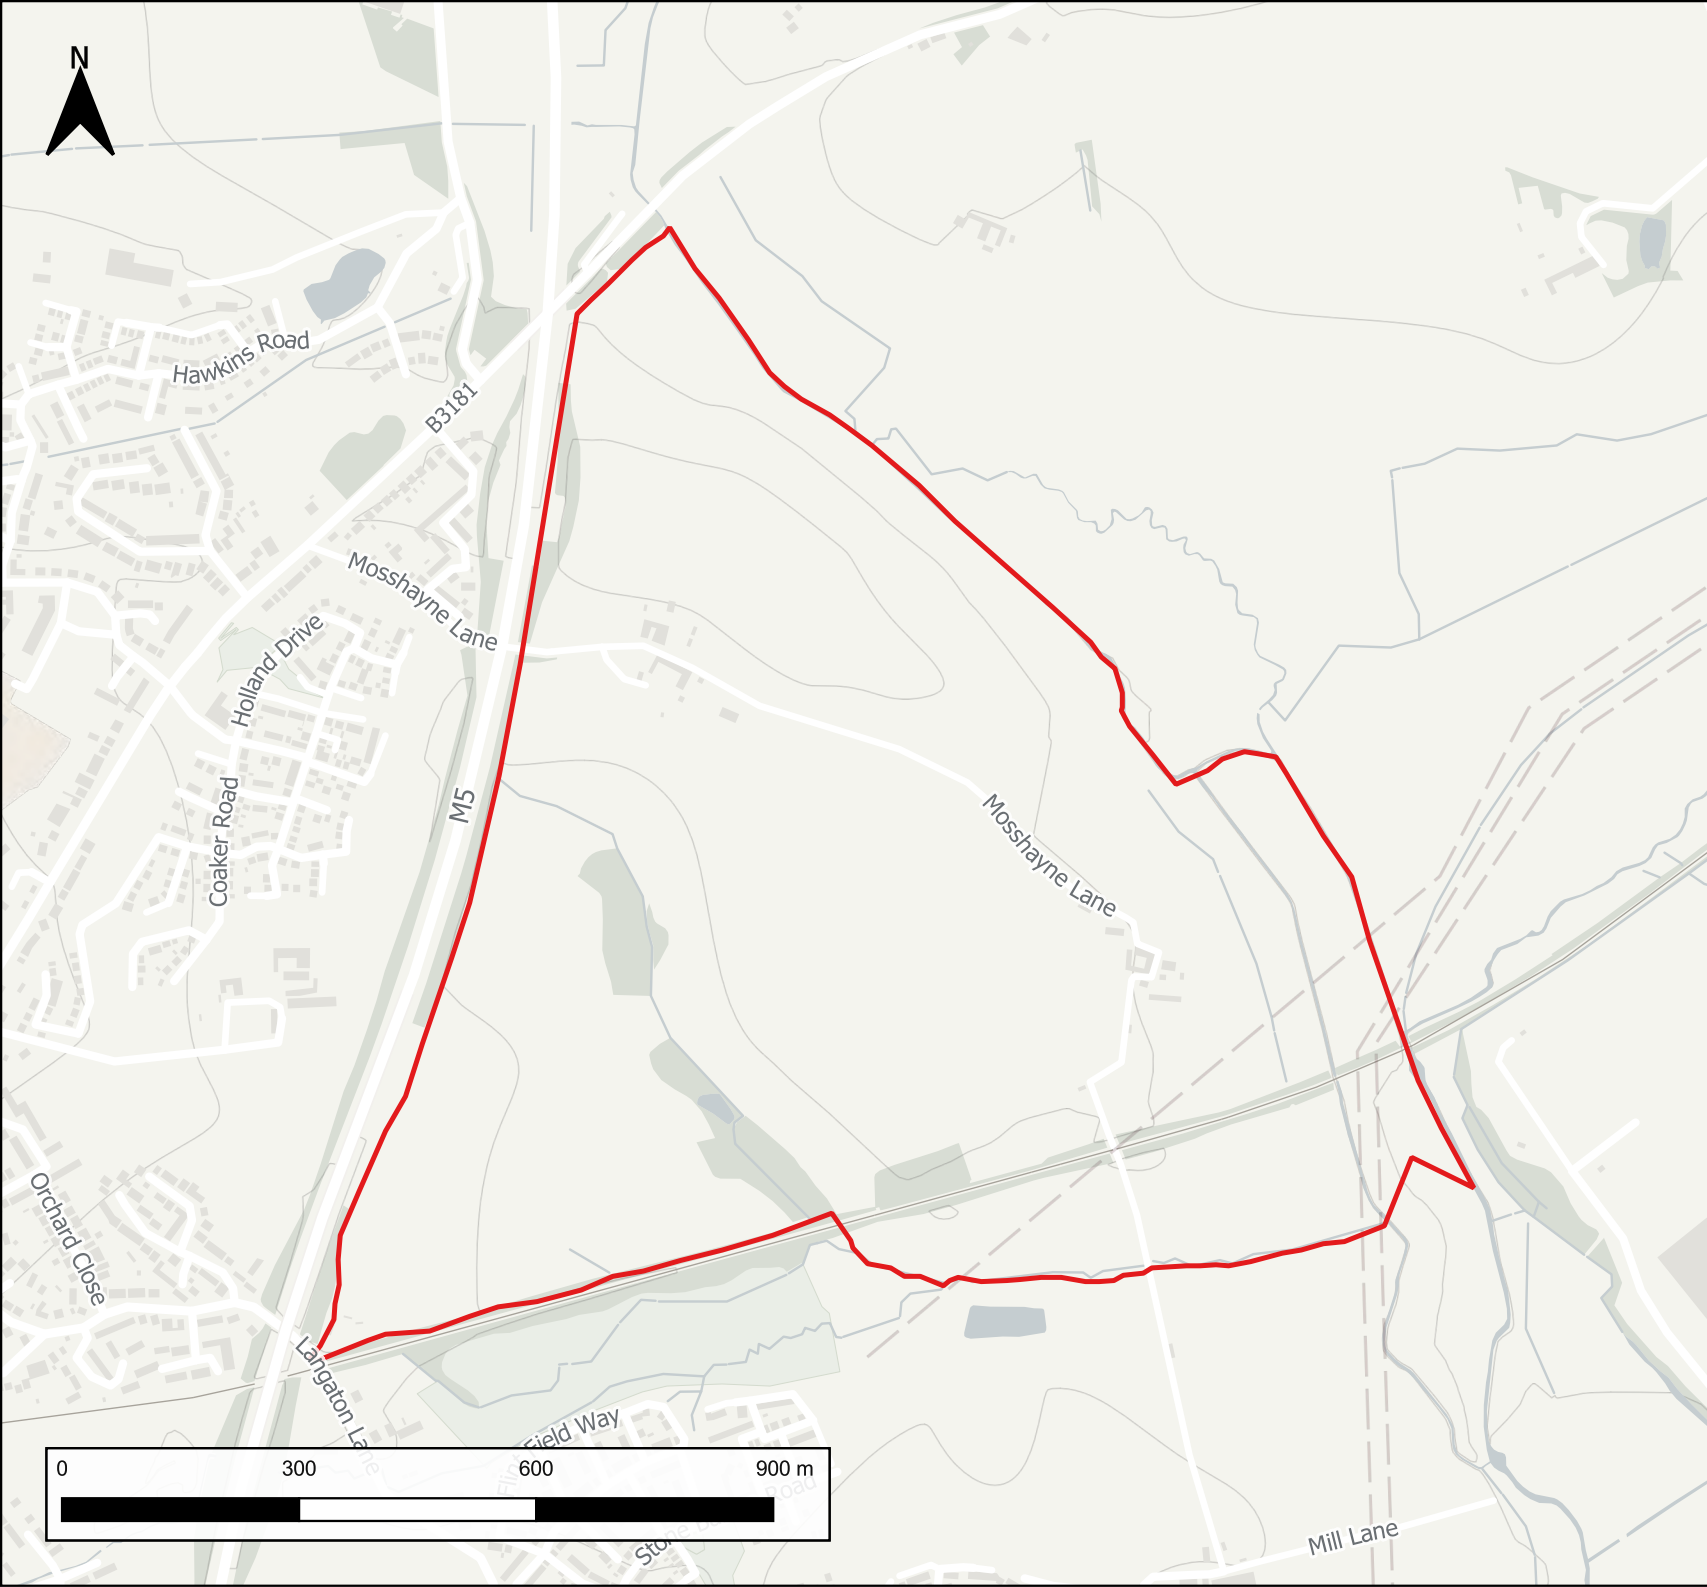 N
Hawkins Road
B3181
Mosshayne Lane
Holland Drive
M5
Coaker Road
Mosshayne Lane
Orchard Close
Langaton Lane
Field Way
Road
Mill Lane
0 300 600 900 m